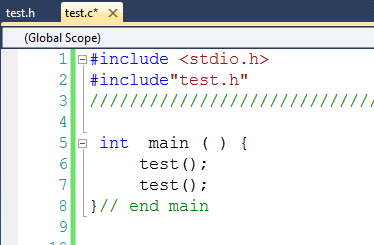 test.h test.c*
(Global Scope)
1 #include <stdio.h>
2 #include"test.h"
3 /////////////////////////////
4
5 int main ( ) {
6 test();
7 test();
8 }// end main
9